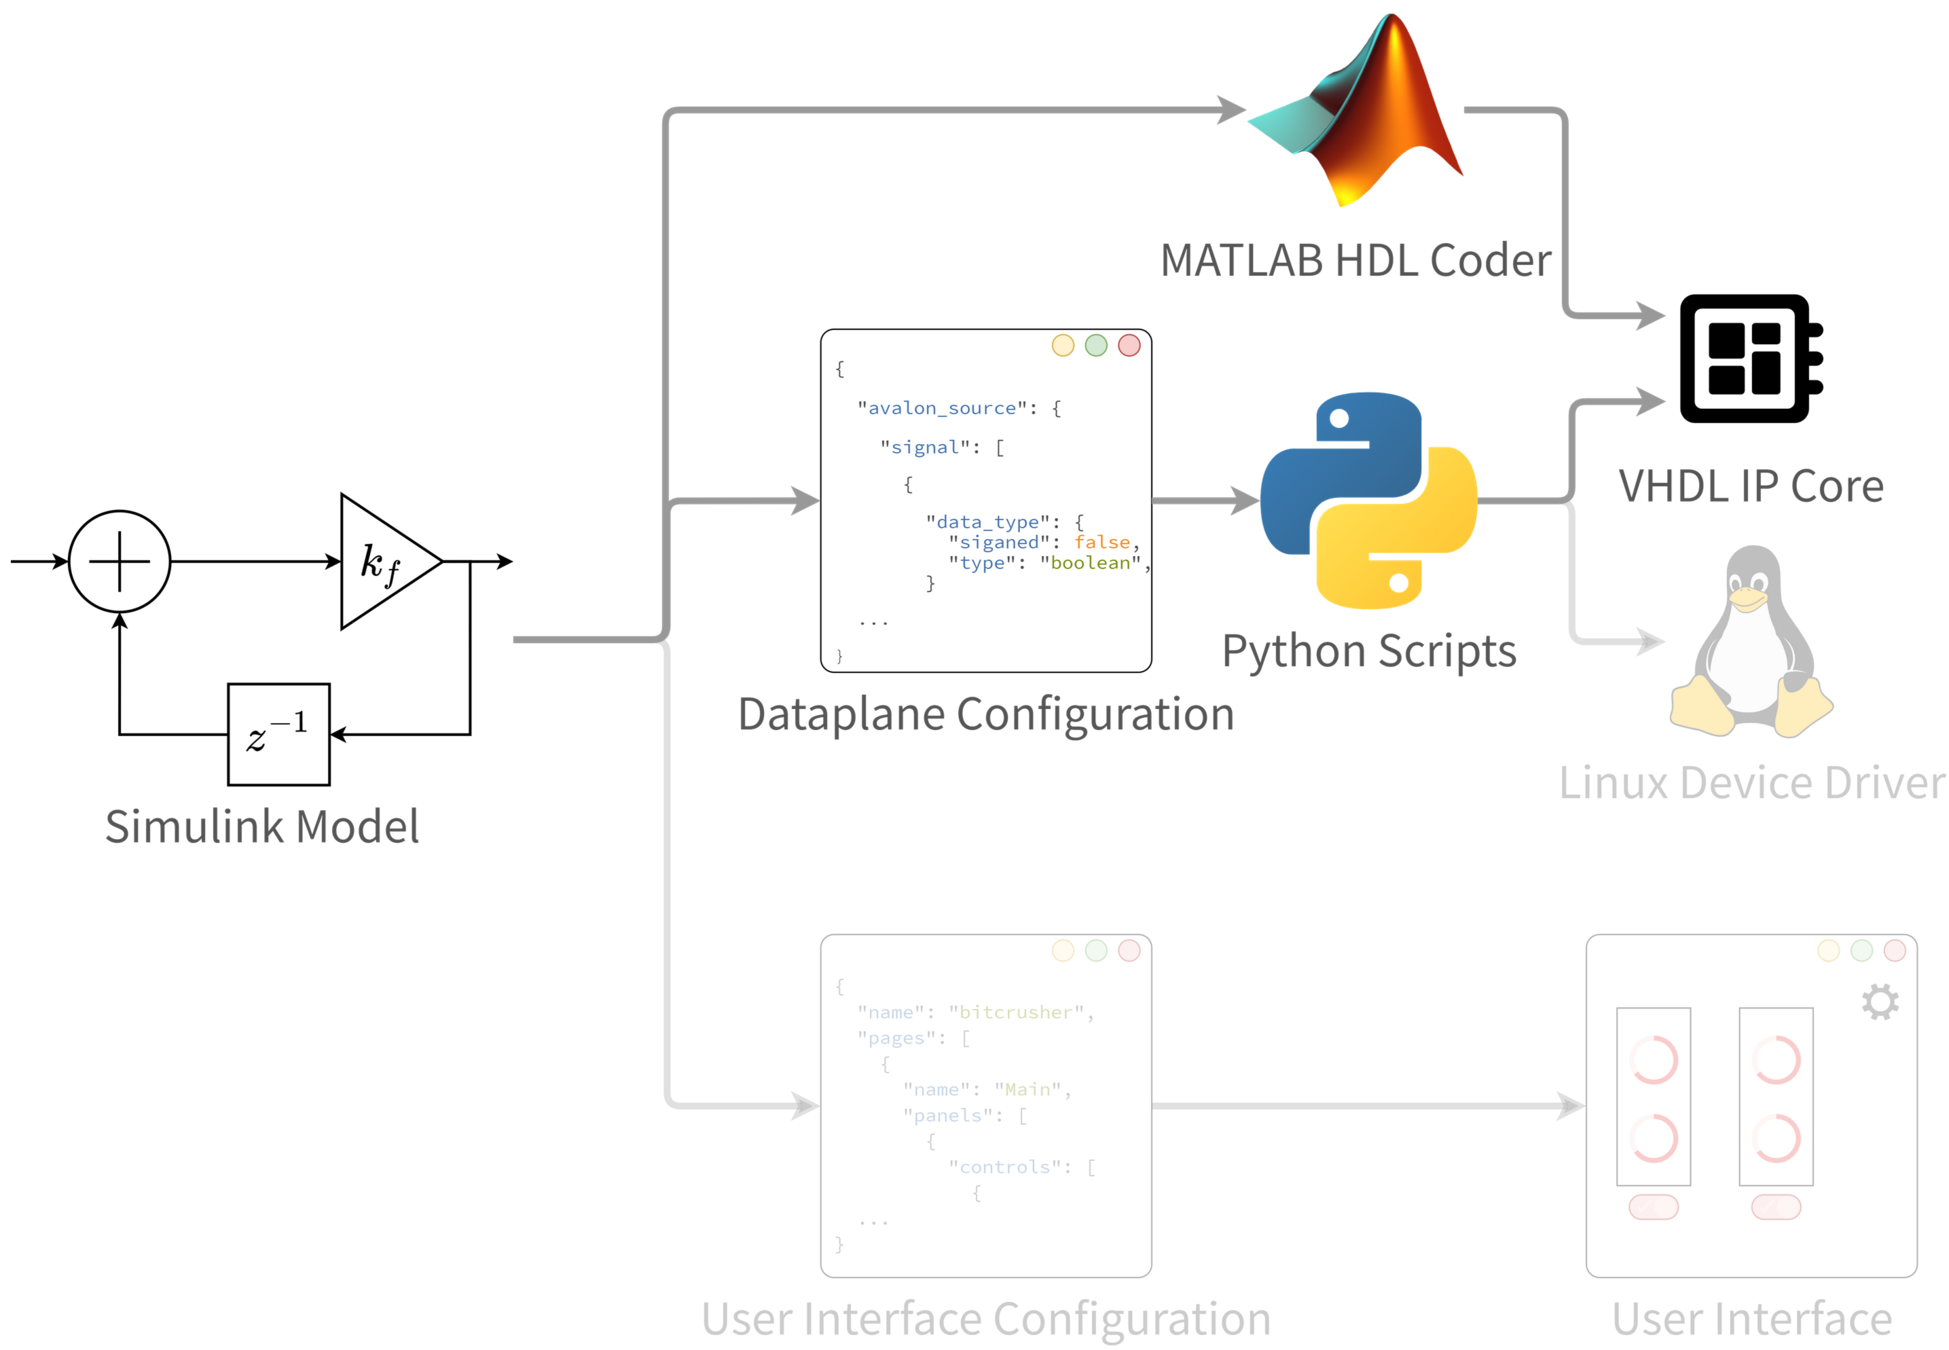 MATLAB HDL Coder
{
"avalon_source": {
"signal": [
{
"data_type": {
"siganed": false,
"type": "boolean",
}
...
}
Dataplane Configuration
Python Scripts
VHDL IP Core
Linux Device Driver
k_f
z^{-1}
Simulink Model
{
"name": "bitcrusher",
"pages": [
{
"name": "Main",
"panels": [
{
"controls": [
{
...
}
User Interface Configuration
User Interface